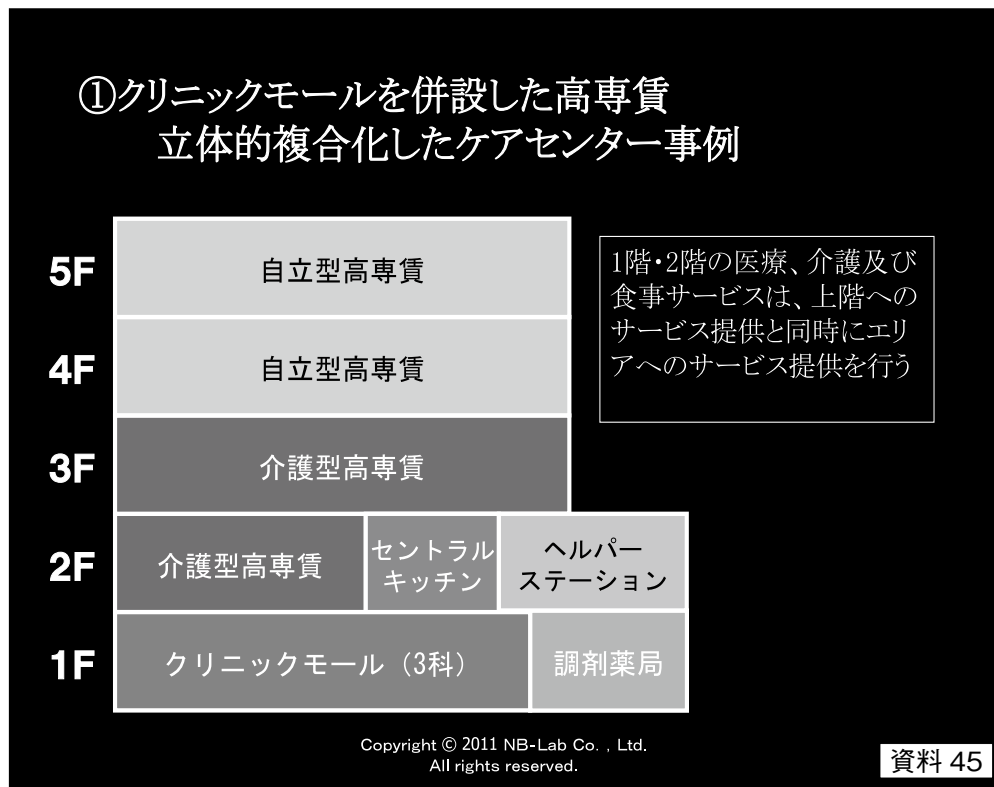 ①クリニックモールを併設した高専賃
立体的複合化したケアセンター事例
5F
自立型高専賃
1階・2階の医療、介護及び
食事サービスは、上階への
サービス提供と同時にエリ
アへのサービス提供を行う
4F
自立型高専賃
3F
介護型高専賃
2F
介護型高専賃
セントラル
キッチン
ヘルパー
ステーション
1F
クリニックモール（3科）
調剤薬局
Copyright © 2011 NB-Lab Co. , Ltd.
All rights reserved.
資料 45